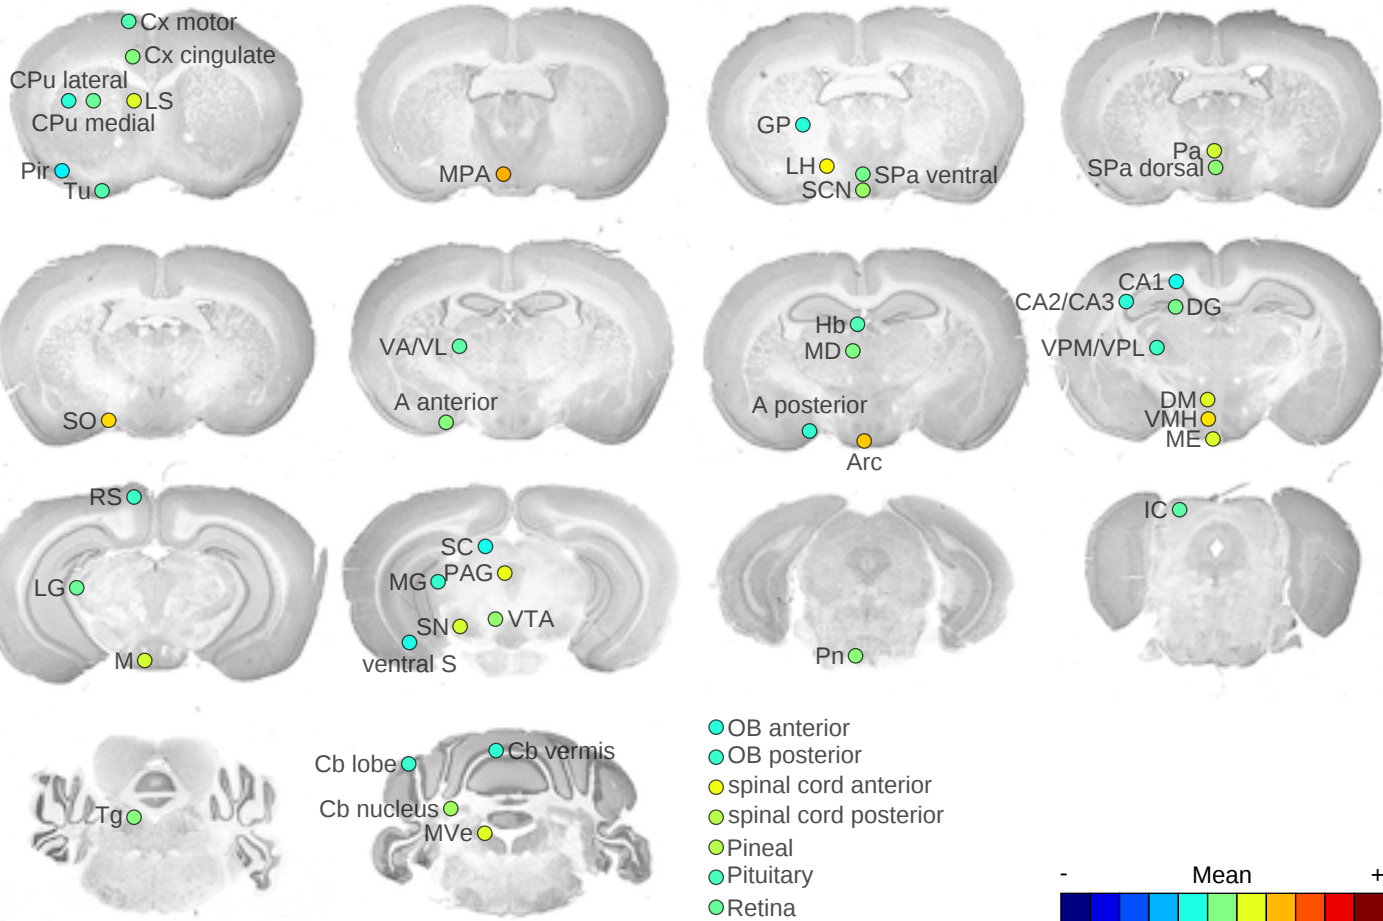 Cx motor
Cx cingulate
CPu lateral
LS
CPu medial
Pir
Tu
MPA
GP
LH
SPa ventral
SCN
Pa
SPa dorsal
SO
VA/VL
A anterior
Hb
MD
A posterior
Arc
CA1
CA2/CA3
DG
VPM/VPL
DM
VMH
ME
RS
LG
M
SC
MG
PAG
SN
VTA
ventral S
Pn
IC
Tg
Cb lobe
Cb vermis
Cb nucleus
MVe
OB anterior
OB posterior
spinal cord anterior
spinal cord posterior
Pineal
Pituitary
Retina
- Mean +